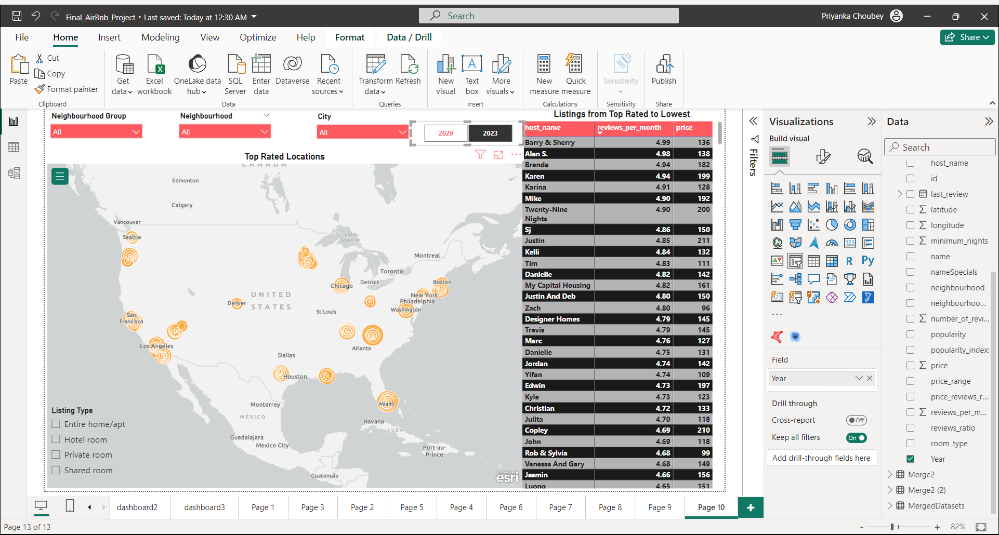 Final_AirBnb_Project • Last saved: Today at 12:30 AM
Search
Priyanka Choubey
File
Home
Insert
Modeling
View
Optimize
Help
Format
Data / Drill
Share
Paste
Cut
Copy
Format painter
Clipboard
Get data
Excel workbook
OneLake data hub
SQL Server
Enter data
Dataverse
Recent sources
Data
Transform data
Refresh
Queries
New visual
Text box
More visuals
Insert
New measure
Quick measure
Calculations
Sensitivity
Sensitivity
Publish
Share
Neighbourhood Group
All
Neighbourhood
All
City
All
2020
2023
Top Rated Locations
CANADA
Edmonton
Calgary
Vancouver
Seattle
Lake Superior
Montreal
Toronto
Boston
Chicago
Detroit
New York
Philadelphia
Denver
UNITED
STATES
Washington
St Louis
San Francisco
Los Angeles
Atlanta
Dallas
Houston
Miami
Monterrey
MÉXICO
Havana
CUBA
Guadalajara
Mexico City
Port-au-Prince
Guatemala
POWERED BY
esri
Listing Type
Entire home/apt
Hotel room
Private room
Shared room
Listings from Top Rated to Lowest
host_name reviews_per_month price
Barry & Sherry 4.99 136
Alan S. 4.98 138
Brenda 4.94 182
Karen 4.94 199
Karina 4.91 128
Mike 4.90 192
Twenty-Nine Nights 4.90 200
Sj 4.86 150
Justin 4.85 211
Kelli 4.84 132
Tim 4.83 111
Danielle 4.82 142
My Capital Housing 4.82 161
Justin And Deb 4.80 150
Zach 4.80 96
Designer Homes 4.79 145
Travis 4.79 145
Marc 4.76 127
Danielle 4.75 131
Jordan 4.74 142
Yifan 4.74 109
Edwin 4.73 197
Kyle 4.73 123
Christian 4.72 133
Julita 4.70 118
Copley 4.69 210
John 4.69 118
Rob & Sylvia 4.68 99
Vanessa And Gary 4.68 149
Jasmin 4.66 156
Luong 4.65 151
Filters
Visualizations
Build visual
123
R
Py
123
...
Field
Year
Drill through
Cross-report
Off
Keep all filters
On
Add drill-through fields here
Data
Search
host_name
id
last_review
latitude
longitude
minimum_nights
name
nameSpecials
neighbourhood
neighbourhoo...
number_of_revi...
popularity
popularity_index:
price
price_range
price_reviews_r...
reviews_per_m...
reviews_ratio
room_type
Year
Merge2
Merge2 (2)
MergedDatasets
dashboard2
dashboard3
Page 1
Page 3
Page 2
Page 5
Page 4
Page 6
Page 7
Page 8
Page 9
Page 10
Page 13 of 13
82%